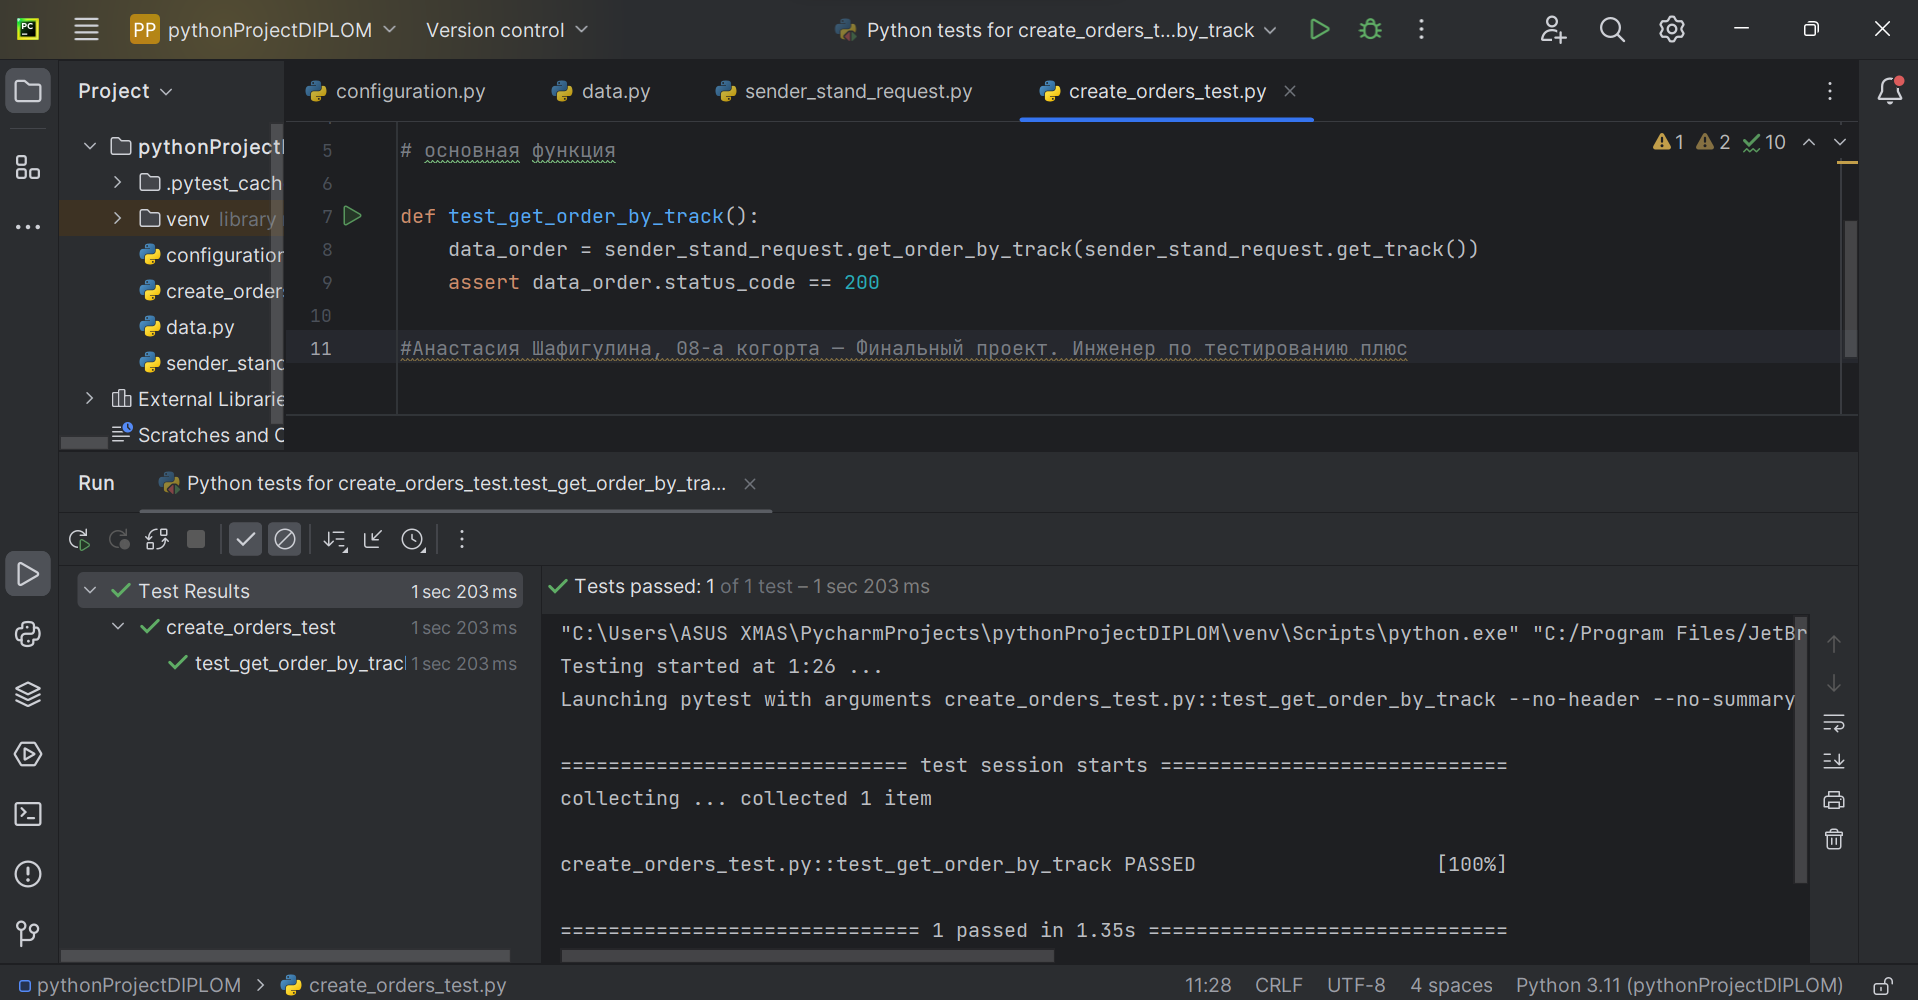 PC
PP pythonProjectDIPLOM
Version control
Python tests for create_orders_t...by_track
Project
configuration.py
data.py
sender_stand_request.py
create_orders_test.py
pythonProject
.pytest_cach
venv library
configuration
create_orders
data.py
sender_stand
External Librarie
Scratches and C
1 2 10
5 # основная функция
6
7 def test_get_order_by_track():
8 data_order = sender_stand_request.get_order_by_track(sender_stand_request.get_track())
9 assert data_order.status_code == 200
10
11 #Анастасия Шафигулина, 08-а когорта — Финальный проект. Инженер по тестированию плюс
Run
Python tests for create_orders_test.test_get_order_by_tra...
Test Results 1 sec 203 ms
create_orders_test 1 sec 203 ms
test_get_order_by_trac 1 sec 203 ms
Tests passed: 1 of 1 test – 1 sec 203 ms
"C:\Users\ASUS XMAS\PycharmProjects\pythonProjectDIPLOM\venv\Scripts\python.exe" "C:/Program Files/JetBr
Testing started at 1:26 ...
Launching pytest with arguments create_orders_test.py::test_get_order_by_track --no-header --no-summary
============================= test session starts =============================
collecting ... collected 1 item
create_orders_test.py::test_get_order_by_track PASSED [100%]
============================== 1 passed in 1.35s ==============================
pythonProjectDIPLOM > create_orders_test.py
11:28 CRLF UTF-8 4 spaces Python 3.11 (pythonProjectDIPLOM)